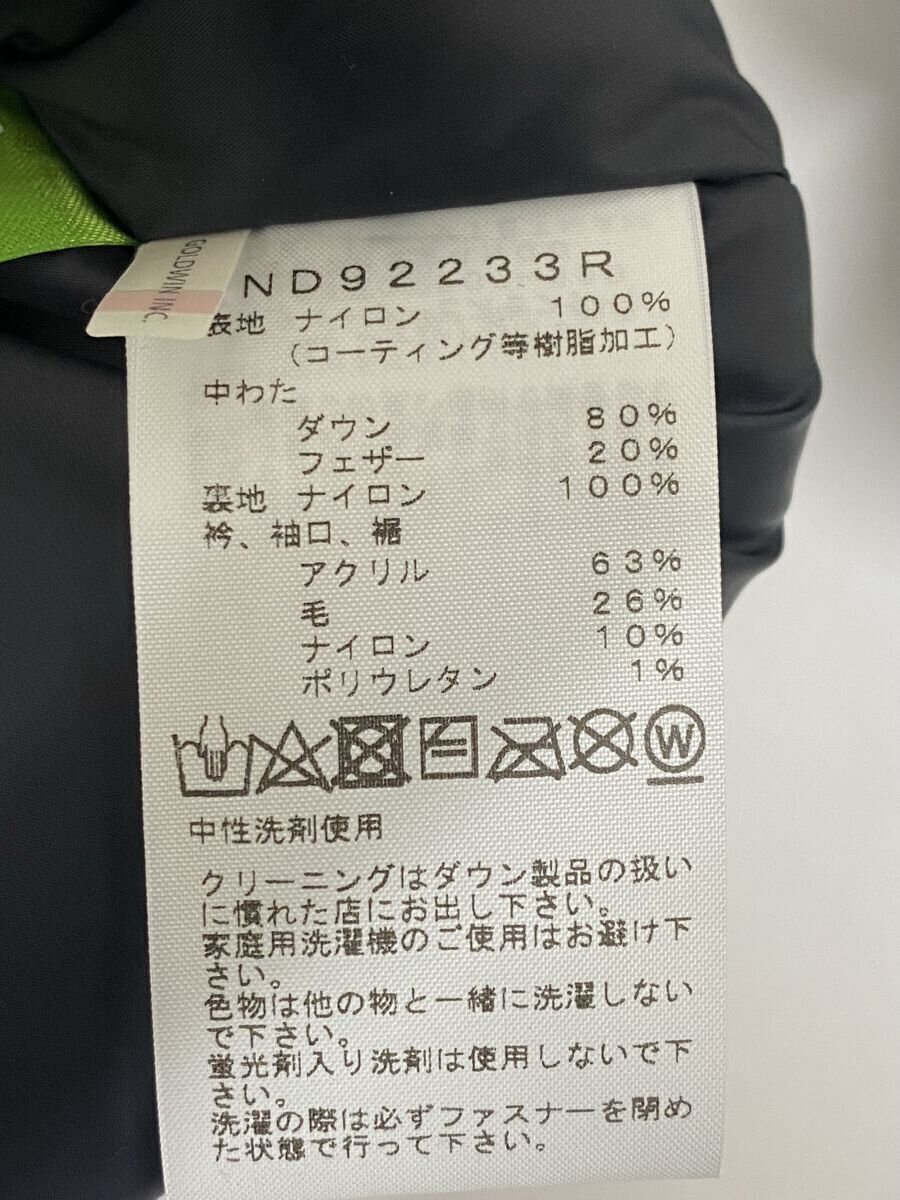 GOLDWIN INC.
ND92233R
表地 ナイロン 100%
(コーティング等樹脂加工)
中わた
ダウン 80%
フェザー 20%
裏地 ナイロン 100%
衿、袖口、裾
アクリル 63%
毛 26%
ナイロン 10%
ポリウレタン 1%
W
中性洗剤使用
クリーニングはダウン製品の扱い
に慣れた店にお出し下さい。
家庭用洗濯機のご使用はお避け下
さい。
色物は他の物と一緒に洗濯しない
で下さい。
蛍光剤入り洗剤は使用しないで下
さい。
洗濯の際は必ずファスナーを閉め
た状態で行って下さい。